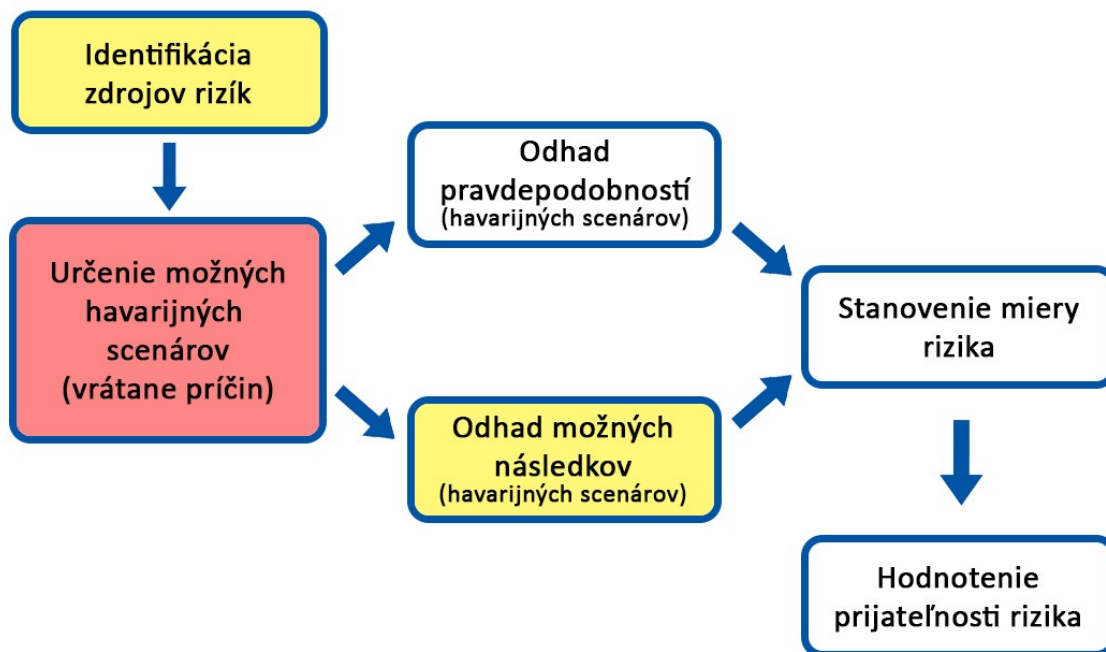 Identifikácia
zdrojov rizík
Určenie možných
havarijných
scenárov
(vrátane príčin)
Odhad
pravdepodobností
(havarijných scenárov)
Odhad možných
následkov
(havarijných scenárov)
Stanovenie miery
rizika
Hodnotenie
prijateľnosti rizika